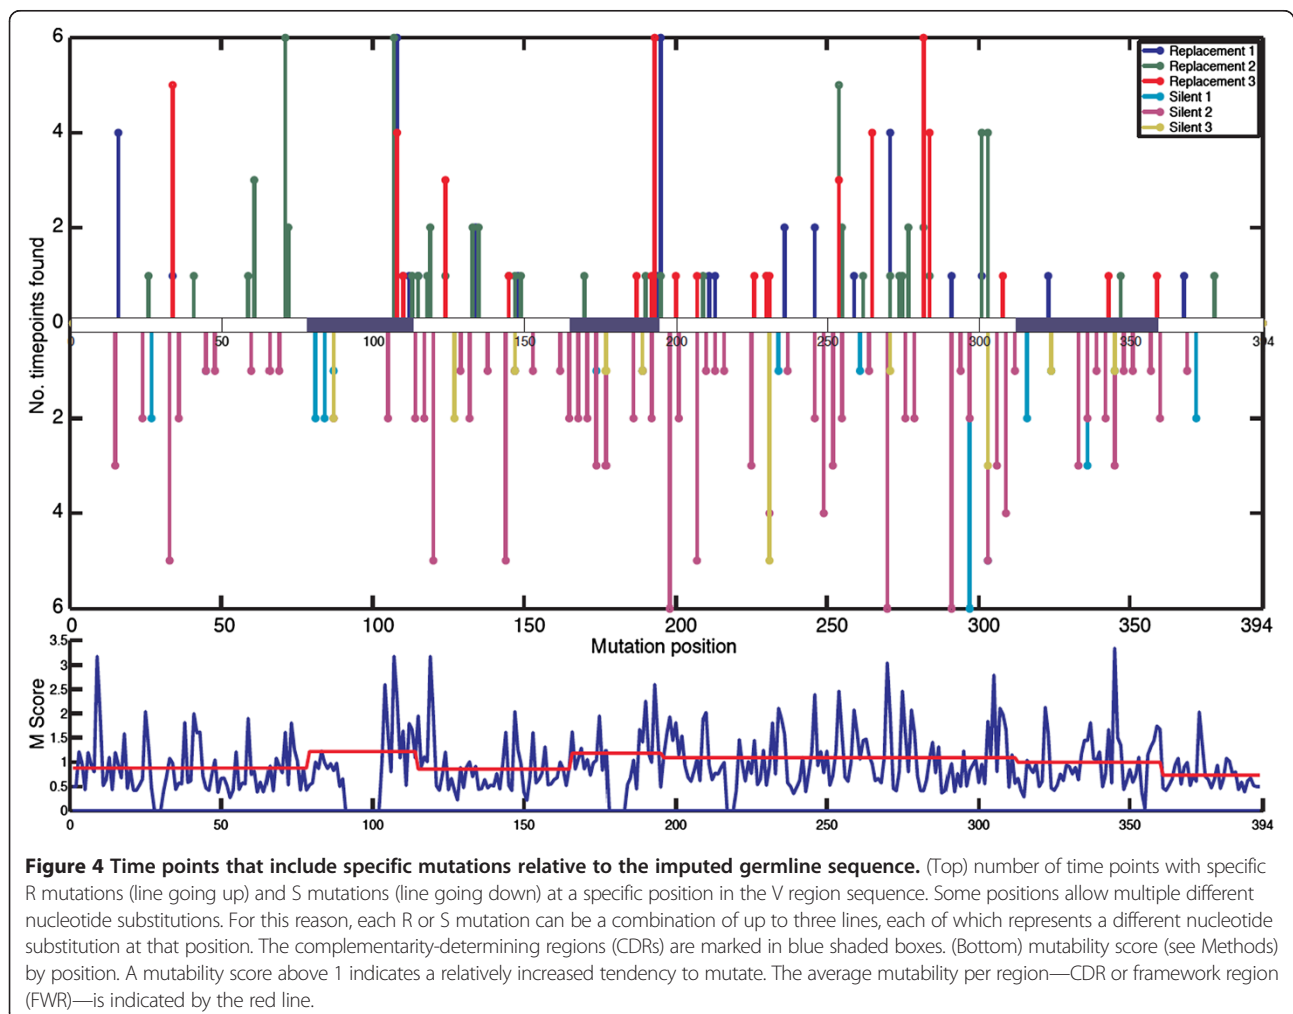 6
4
2
0
2
4
6
No. timepoints found
Replacement 1
Replacement 2
Replacement 3
Silent 1
Silent 2
Silent 3
0 50 100 150 200 250 300 350 394
0 50 100 150 200 250 300 350 394
Mutation position
3.5
3
2.5
2
1.5
1
0.5
0
M Score
0 50 100 150 200 250 300 350 394
Figure 4 Time points that include specific mutations relative to the imputed germline sequence. (Top) number of time points with specific
R mutations (line going up) and S mutations (line going down) at a specific position in the V region sequence. Some positions allow multiple different
nucleotide substitutions. For this reason, each R or S mutation can be a combination of up to three lines, each of which represents a different nucleotide
substitution at that position. The complementarity-determining regions (CDRs) are marked in blue shaded boxes. (Bottom) mutability score (see Methods)
by position. A mutability score above 1 indicates a relatively increased tendency to mutate. The average mutability per region—CDR or framework region
(FWR)—is indicated by the red line.